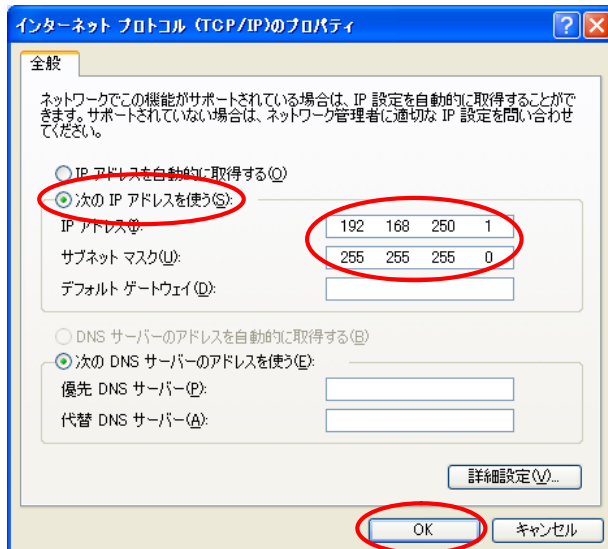 インターネット プロトコル (TCP/IP)のプロパティ
全般
ネットワークでこの機能がサポートされている場合は、IP 設定を自動的に取得することがで
きます。サポートされていない場合は、ネットワーク管理者に適切な IP 設定を問い合わせ
てください。
IP アドレスを自動的に取得する(O)
次の IP アドレスを使う(S):
IP アドレス(I): 192 168 250 1
サブネット マスク(U): 255 255 255 0
デフォルト ゲートウェイ(D):
DNS サーバーのアドレスを自動的に取得する(B)
次の DNS サーバーのアドレスを使う(E):
優先 DNS サーバー(P):
代替 DNS サーバー(A):
詳細設定(V)...
OK キャンセル